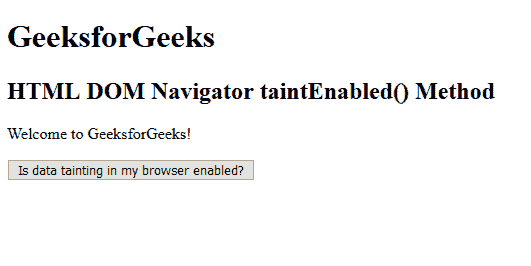 GeeksforGeeks
HTML DOM Navigator taintEnabled() Method
Welcome to GeeksforGeeks!
Is data tainting in my browser enabled?